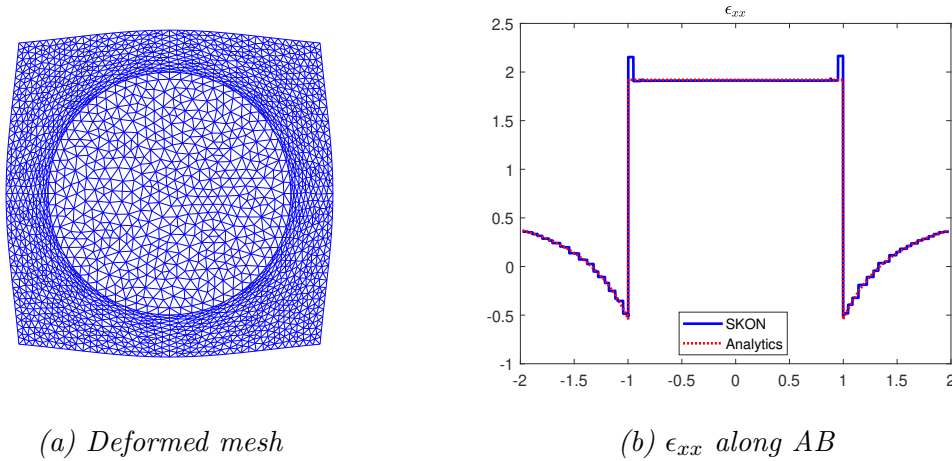 ϵxx
2.5
2
1.5
1
0.5
0
-0.5
-1
SKON
Analytics
-2 -1.5 -1 -0.5 0 0.5 1 1.5 2
(a) Deformed mesh
(b) ϵxx along AB